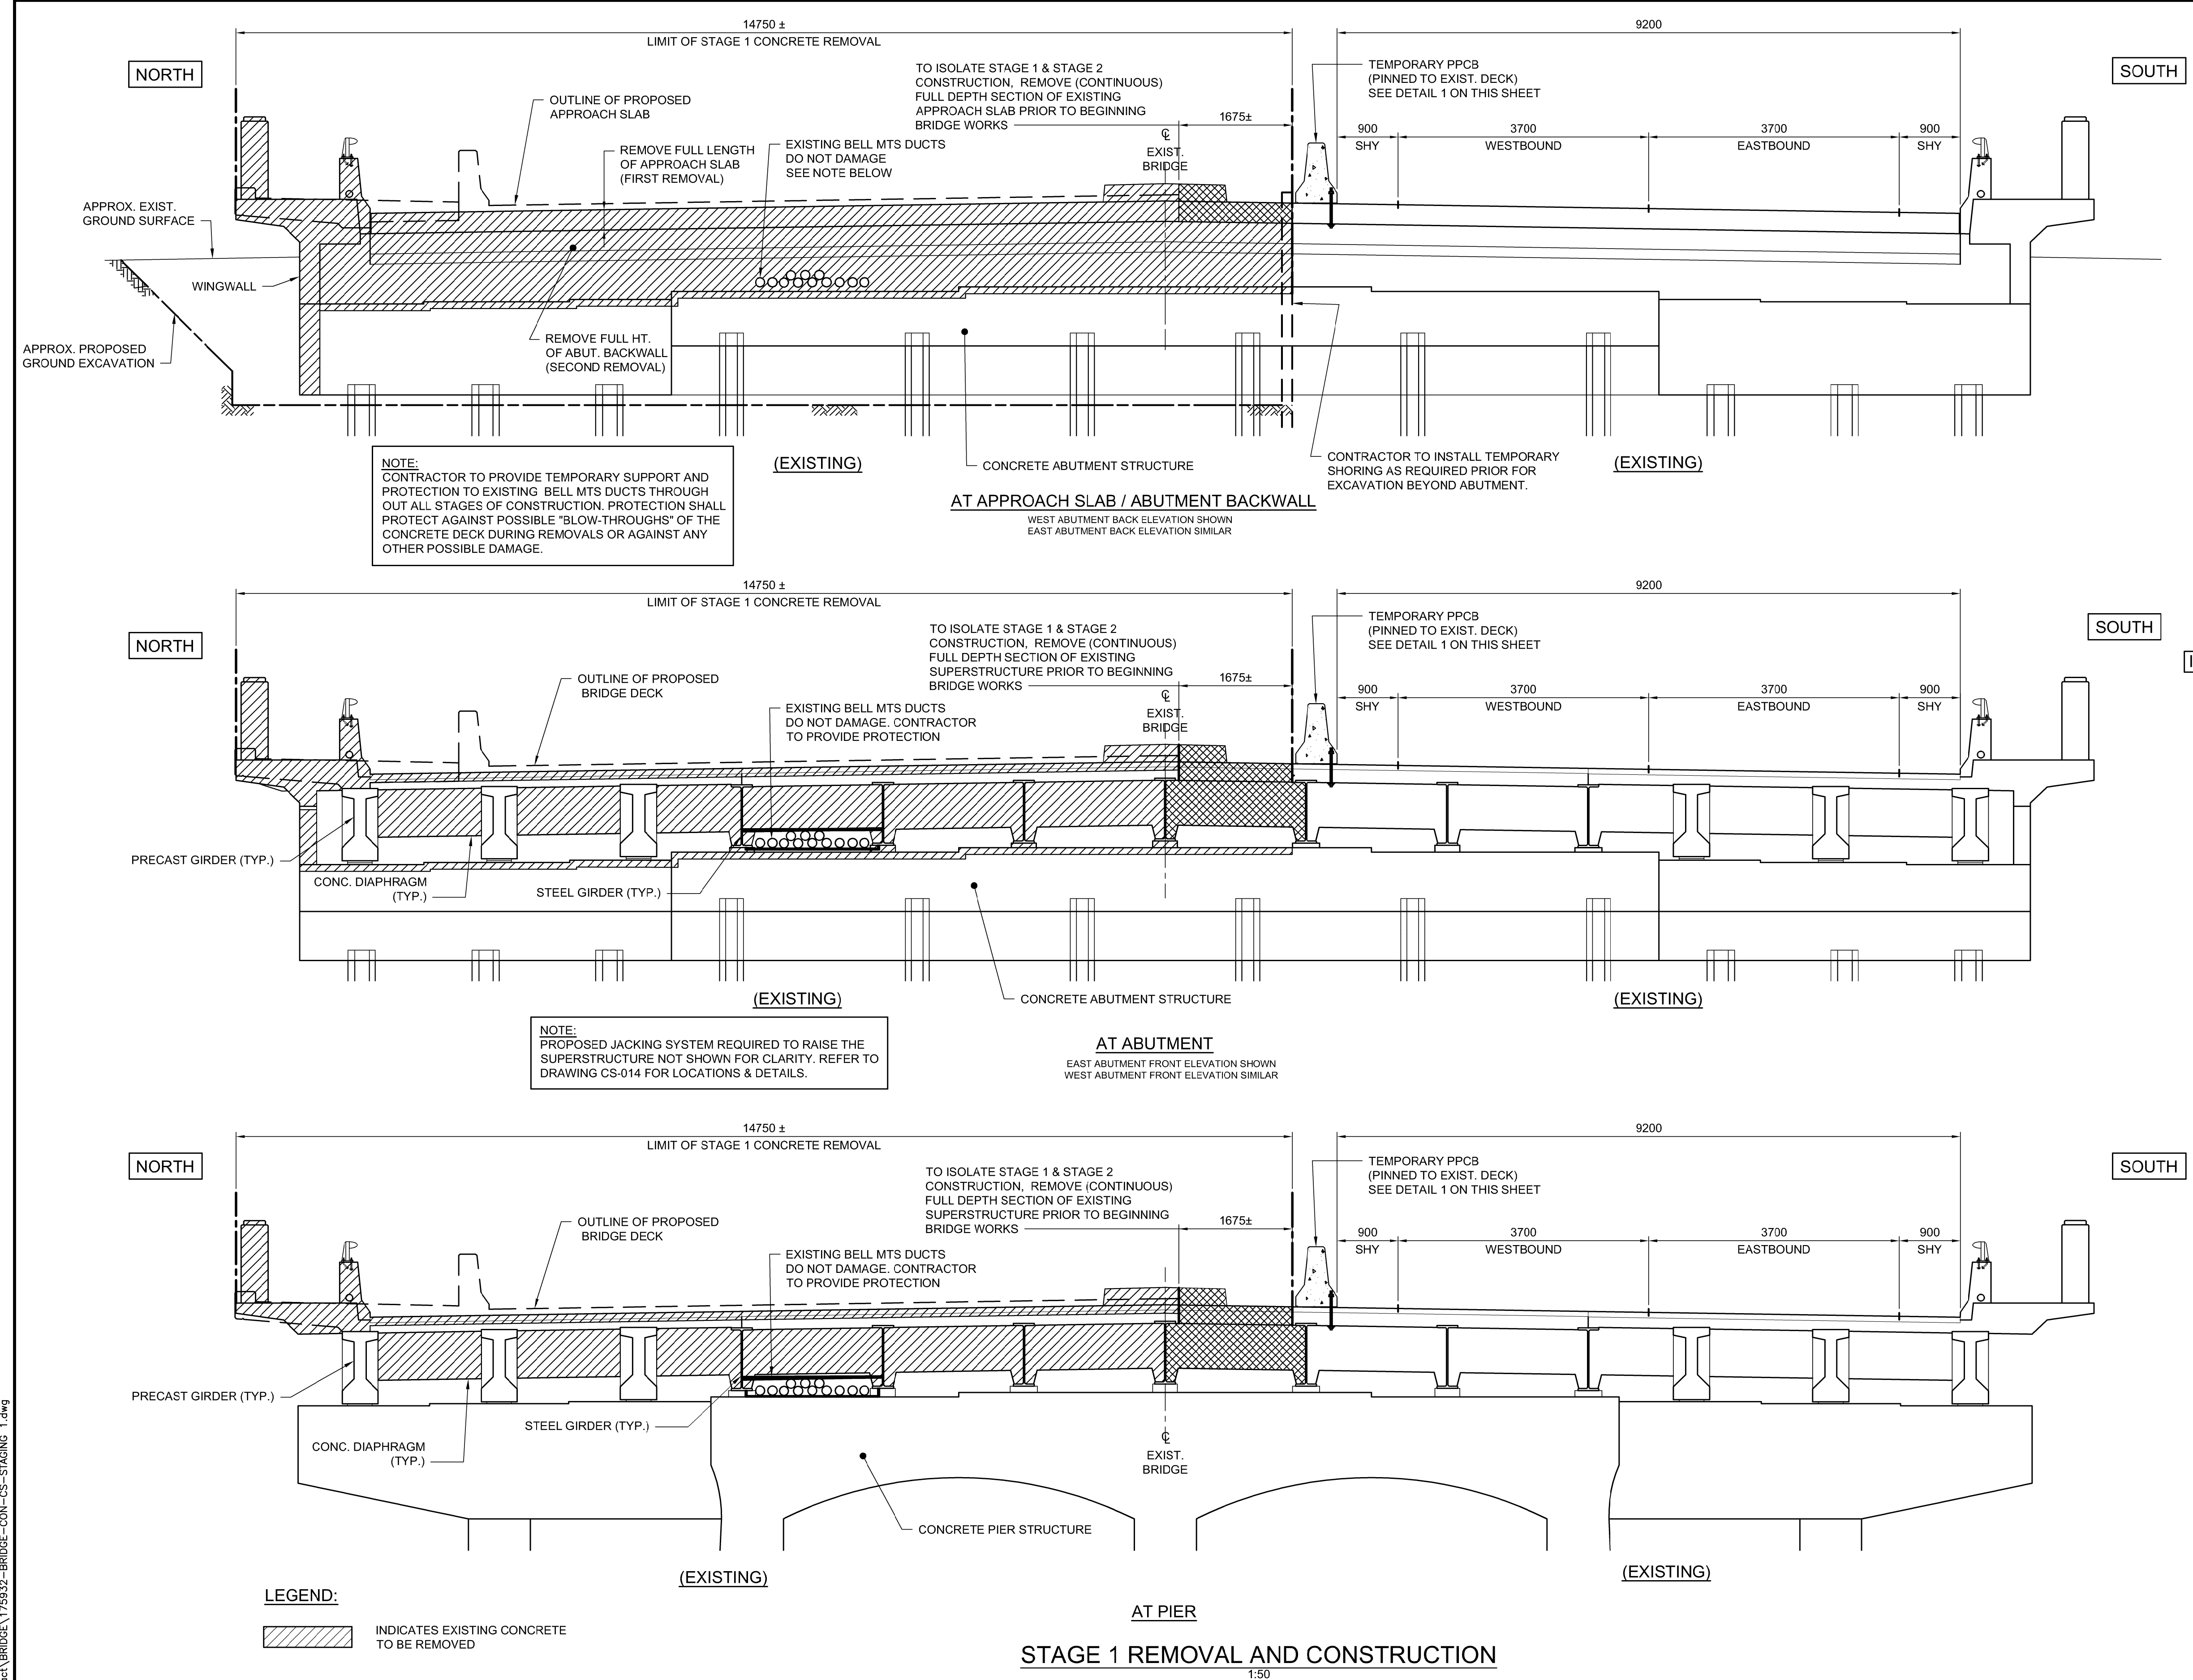 14750 ±
LIMIT OF STAGE 1 CONCRETE REMOVAL
9200
NORTH
SOUTH
TO ISOLATE STAGE 1 & STAGE 2
CONSTRUCTION, REMOVE (CONTINUOUS)
FULL DEPTH SECTION OF EXISTING
APPROACH SLAB PRIOR TO BEGINNING
BRIDGE WORKS
TEMPORARY PPCB
(PINNED TO EXIST. DECK)
SEE DETAIL 1 ON THIS SHEET
OUTLINE OF PROPOSED
APPROACH SLAB
1675±
REMOVE FULL LENGTH
OF APPROACH SLAB
(FIRST REMOVAL)
EXISTING BELL MTS DUCTS
DO NOT DAMAGE
SEE NOTE BELOW
℄
EXIST.
BRIDGE
900
SHY
3700
WESTBOUND
3700
EASTBOUND
900
SHY
APPROX. EXIST.
GROUND SURFACE
WINGWALL
APPROX. PROPOSED
GROUND EXCAVATION
REMOVE FULL HT.
OF ABUT. BACKWALL
(SECOND REMOVAL)
NOTE:
CONTRACTOR TO PROVIDE TEMPORARY SUPPORT AND
PROTECTION TO EXISTING BELL MTS DUCTS THROUGH
OUT ALL STAGES OF CONSTRUCTION. PROTECTION SHALL
PROTECT AGAINST POSSIBLE "BLOW-THROUGHS" OF THE
CONCRETE DECK DURING REMOVALS OR AGAINST ANY
OTHER POSSIBLE DAMAGE.
(EXISTING)
CONCRETE ABUTMENT STRUCTURE
CONTRACTOR TO INSTALL TEMPORARY
SHORING AS REQUIRED PRIOR FOR
EXCAVATION BEYOND ABUTMENT.
(EXISTING)
AT APPROACH SLAB / ABUTMENT BACKWALL
WEST ABUTMENT BACK ELEVATION SHOWN
EAST ABUTMENT BACK ELEVATION SIMILAR
14750 ±
LIMIT OF STAGE 1 CONCRETE REMOVAL
9200
NORTH
SOUTH
TO ISOLATE STAGE 1 & STAGE 2
CONSTRUCTION, REMOVE (CONTINUOUS)
FULL DEPTH SECTION OF EXISTING
SUPERSTRUCTURE PRIOR TO BEGINNING
BRIDGE WORKS
TEMPORARY PPCB
(PINNED TO EXIST. DECK)
SEE DETAIL 1 ON THIS SHEET
OUTLINE OF PROPOSED
BRIDGE DECK
1675±
EXISTING BELL MTS DUCTS
DO NOT DAMAGE. CONTRACTOR
TO PROVIDE PROTECTION
℄
EXIST.
BRIDGE
900
SHY
3700
WESTBOUND
3700
EASTBOUND
900
SHY
PRECAST GIRDER (TYP.)
CONC. DIAPHRAGM
(TYP.)
STEEL GIRDER (TYP.)
(EXISTING)
CONCRETE ABUTMENT STRUCTURE
(EXISTING)
NOTE:
PROPOSED JACKING SYSTEM REQUIRED TO RAISE THE
SUPERSTRUCTURE NOT SHOWN FOR CLARITY. REFER TO
DRAWING CS-014 FOR LOCATIONS & DETAILS.
AT ABUTMENT
EAST ABUTMENT FRONT ELEVATION SHOWN
WEST ABUTMENT FRONT ELEVATION SIMILAR
14750 ±
LIMIT OF STAGE 1 CONCRETE REMOVAL
9200
NORTH
SOUTH
TO ISOLATE STAGE 1 & STAGE 2
CONSTRUCTION, REMOVE (CONTINUOUS)
FULL DEPTH SECTION OF EXISTING
SUPERSTRUCTURE PRIOR TO BEGINNING
BRIDGE WORKS
TEMPORARY PPCB
(PINNED TO EXIST. DECK)
SEE DETAIL 1 ON THIS SHEET
OUTLINE OF PROPOSED
BRIDGE DECK
1675±
EXISTING BELL MTS DUCTS
DO NOT DAMAGE. CONTRACTOR
TO PROVIDE PROTECTION
900
SHY
3700
WESTBOUND
3700
EASTBOUND
900
SHY
PRECAST GIRDER (TYP.)
STEEL GIRDER (TYP.)
CONC. DIAPHRAGM
(TYP.)
℄
EXIST.
BRIDGE
CONCRETE PIER STRUCTURE
(EXISTING)
(EXISTING)
LEGEND:
INDICATES EXISTING CONCRETE
TO BE REMOVED
AT PIER
STAGE 1 REMOVAL AND CONSTRUCTION
1:50
\BRIDGE\175932-BRIDGE-CON-CS-STAGING 1.dwg